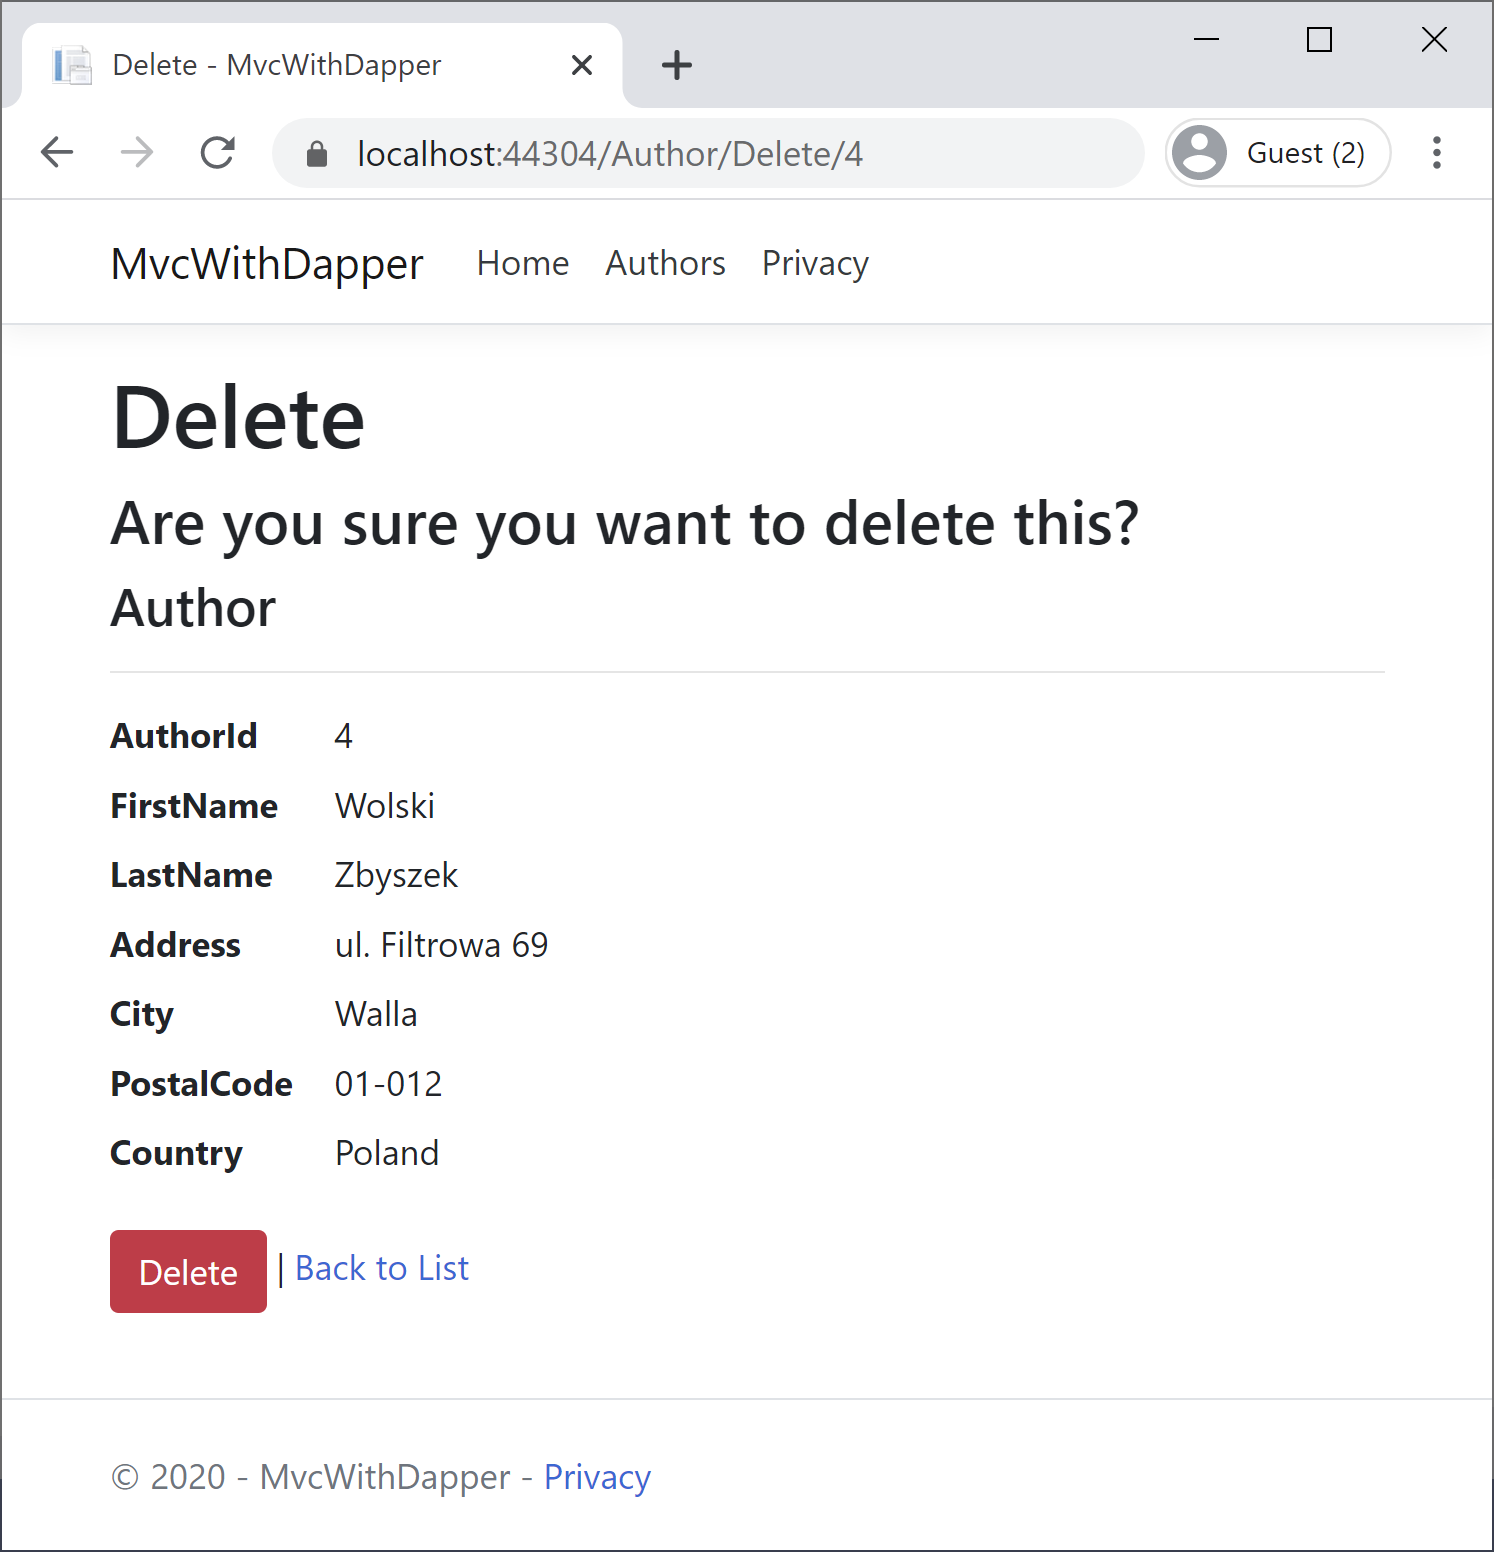 Delete - MvcWithDapper
localhost:44304/Author/Delete/4
Guest (2)
MvcWithDapper Home Authors Privacy
Delete
Are you sure you want to delete this?
Author
AuthorId 4
FirstName Wolski
LastName Zbyszek
Address ul. Filtrowa 69
City Walla
PostalCode 01-012
Country Poland
Delete | Back to List
© 2020 - MvcWithDapper - Privacy